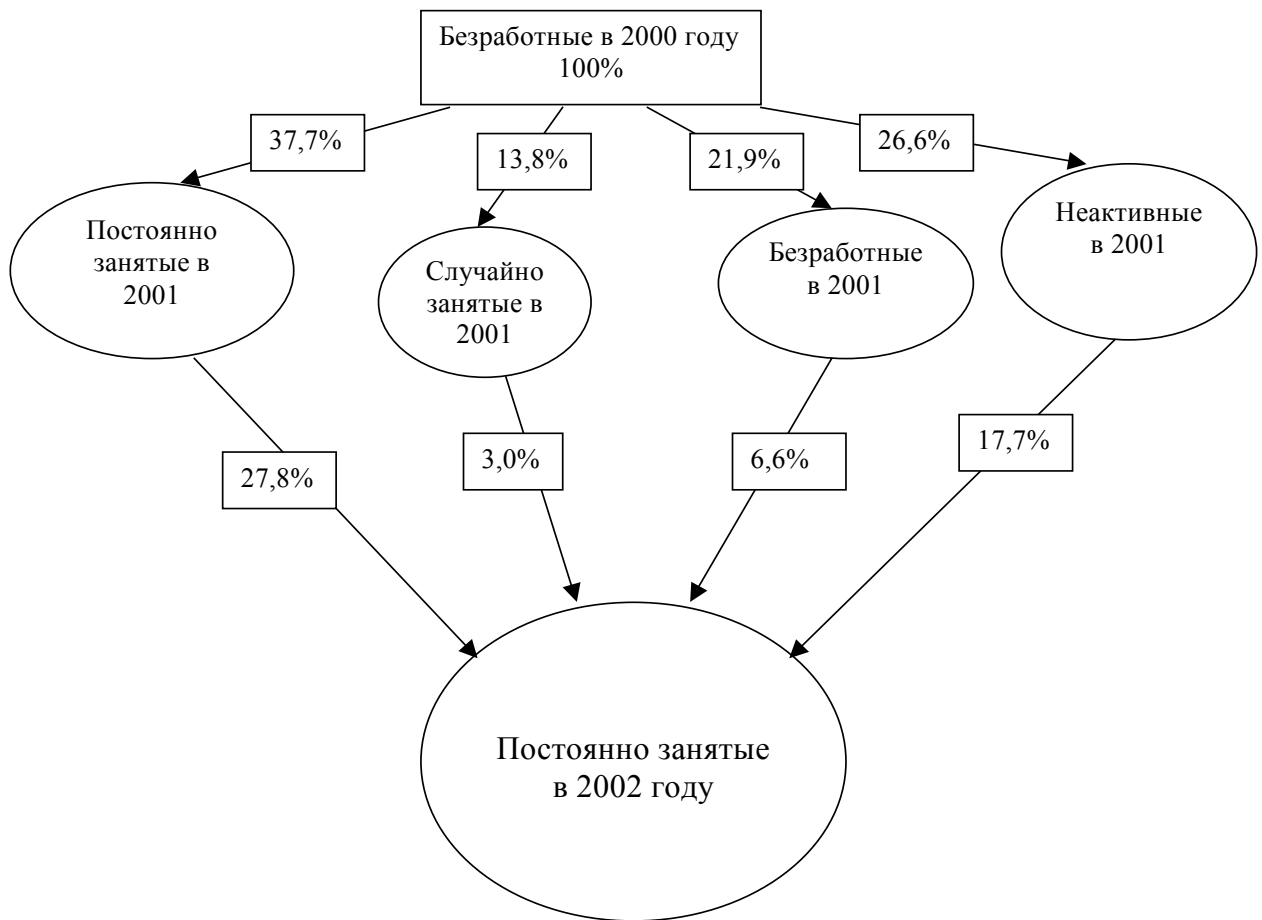 Безработные в 2000 году
100%
37,7%
13,8%
21,9%
26,6%
Постоянно
занятые в
2001
Случайно
занятые в
2001
Безработные
в 2001
Неактивные
в 2001
27,8%
3,0%
6,6%
17,7%
Постоянно занятые
в 2002 году